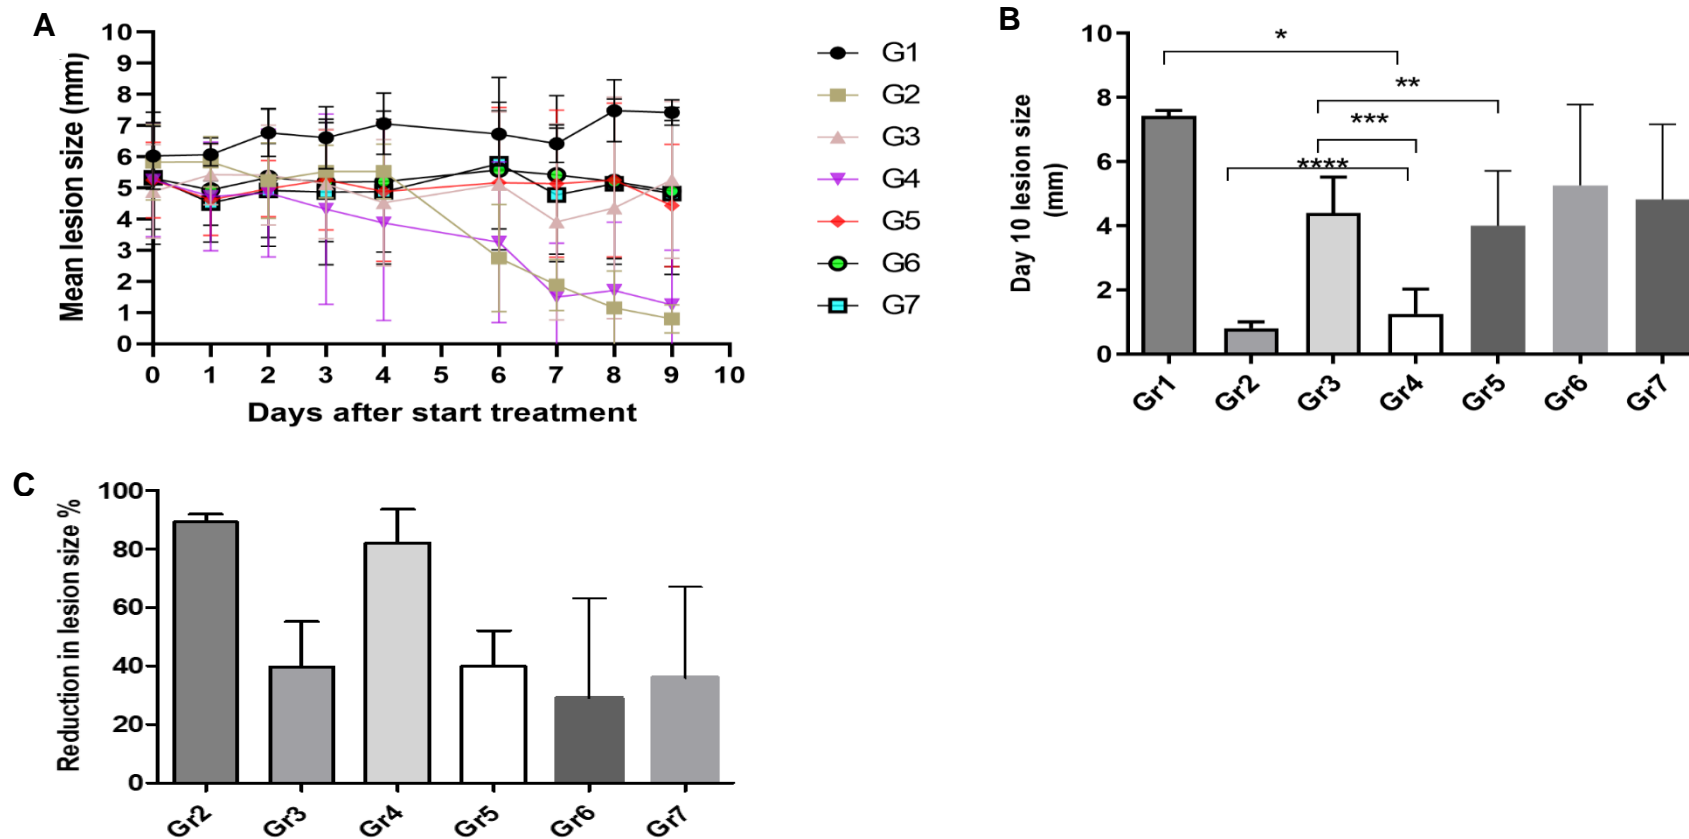 A
Mean lesion size (mm)
10
9
8
7
6
5
4
3
2
1
0
0 1 2 3 4 5 6 7 8 9 10
Days after start treatment
G1
G2
G3
G4
G5
G6
G7
B
Day 10 lesion size
(mm)
10
8
6
4
2
0
*
**
***
****
Gr1 Gr2 Gr3 Gr4 Gr5 Gr6 Gr7
C
Reduction in lesion size %
100
80
60
40
20
0
Gr2 Gr3 Gr4 Gr5 Gr6 Gr7